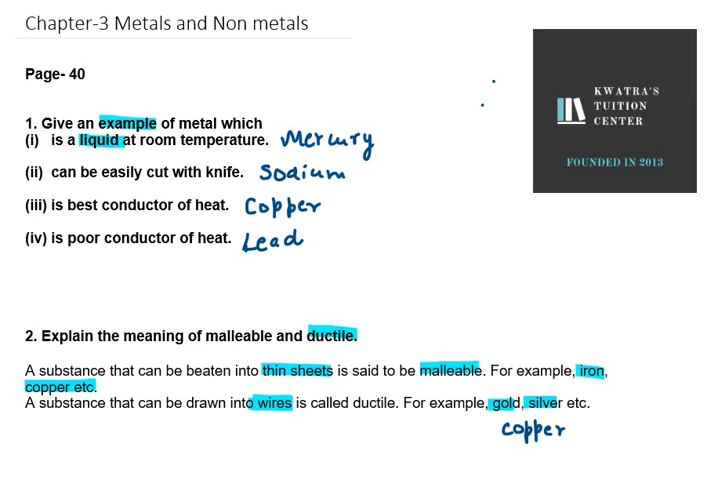 Chapter-3 Metals and Non metals
Page- 40
KWATRA'S
TUITION
CENTER
FOUNDED IN 2013
1. Give an example of metal which
(i) is a liquid at room temperature. Mercury
(ii) can be easily cut with knife. Sodium
(iii) is best conductor of heat. Copper
(iv) is poor conductor of heat. Lead
2. Explain the meaning of malleable and ductile.
A substance that can be beaten into thin sheets is said to be malleable. For example, iron,
copper etc.
A substance that can be drawn into wires is called ductile. For example, gold, silver etc.
Copper